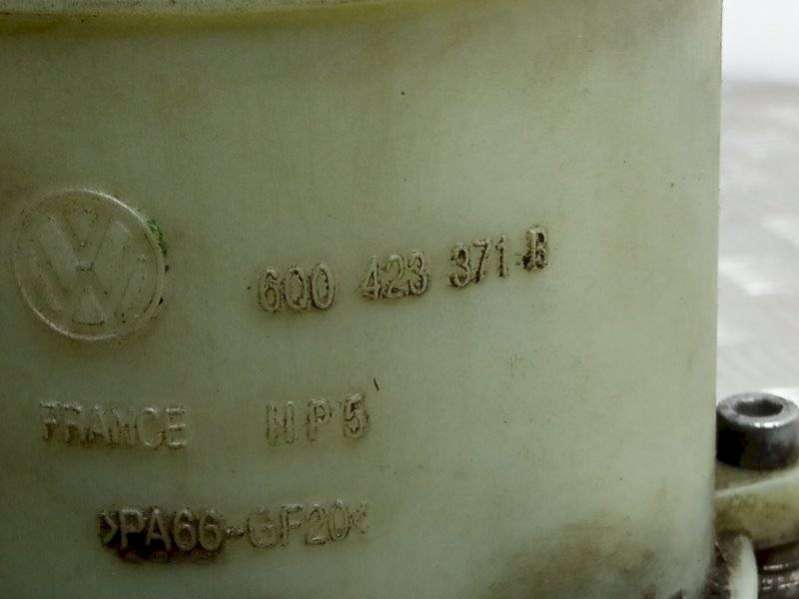 6Q0 423 371 B
FRANCE HP5
>PA66-GF20<